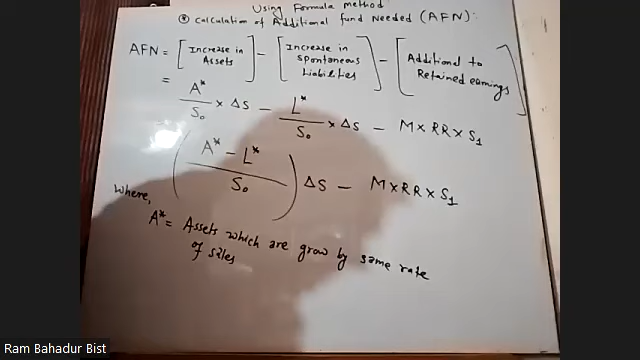 Using Formula method
* Calculation of Additional fund Needed (AFN):
AFN = [Increase in Assets] - [Increase in spontaneous Liabilities] - [Additional to Retained earnings]
= A*/S₀ × ΔS - L*/S₀ × ΔS - M×RR×S₁
(A* - L*/S₀) ΔS - M×RR×S₁
Where,
A* = Assets which are grow by same rate
of sales
Ram Bahadur Bist